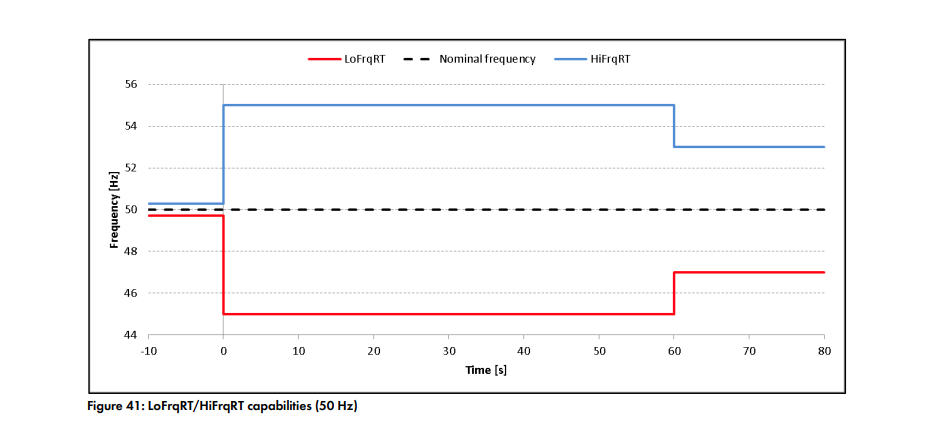 LoFrqRT Nominal frequency HiFrqRT
56
54
52
50
48
46
44
Frequency [Hz]
-10 0 10 20 30 40 50 60 70 80
Time [s]
Figure 41: LoFrqRT/HiFrqRT capabilities (50 Hz)